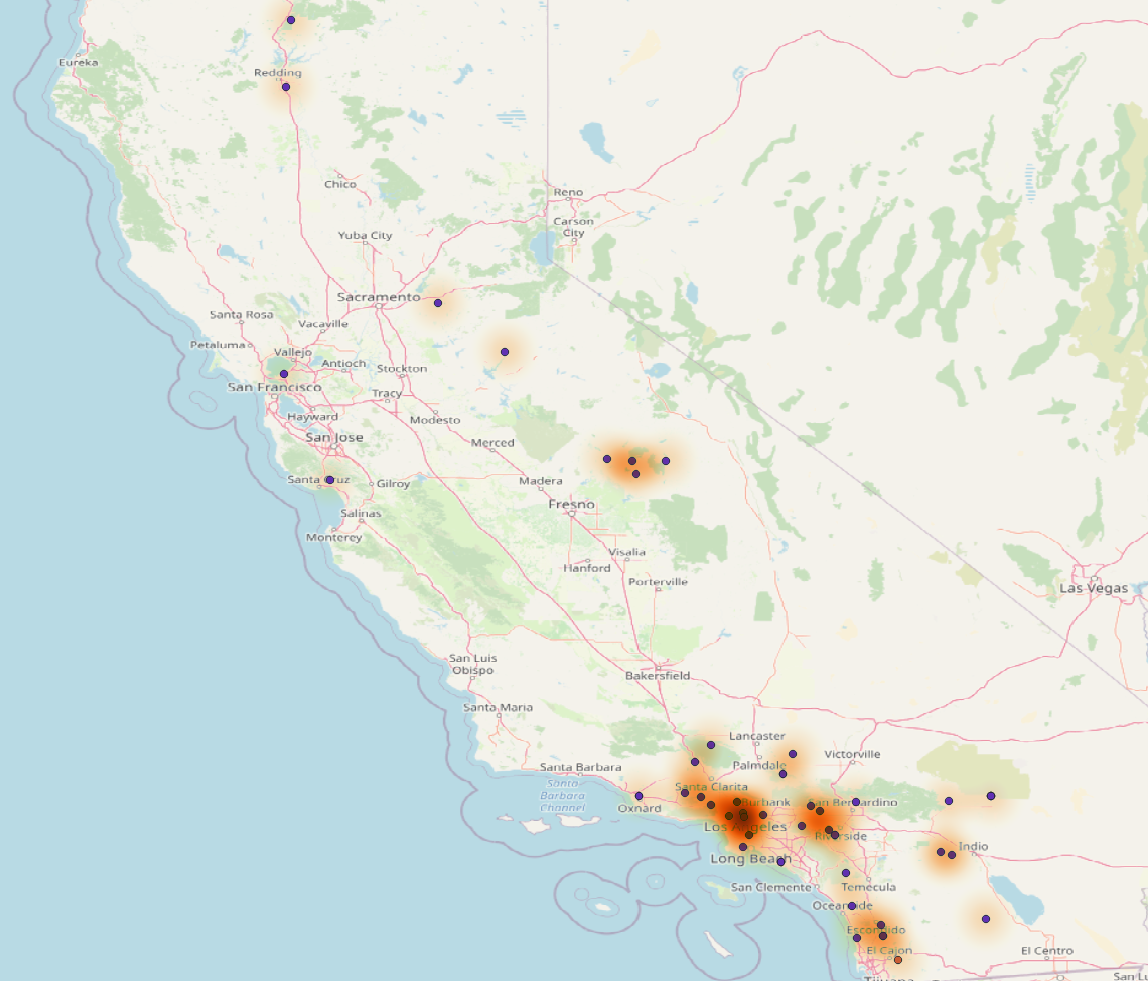 Eureka
Redding
Chico
Reno
Carson
City
Yuba City
Sacramento
Santa Rosa
Vacaville
Petaluma
Vallejo
Antioch
Stockton
San Francisco
Tracy
Hayward
Modesto
San Jose
Merced
Santa Cruz
Gilroy
Madera
Fresno
Salinas
Monterey
Visalia
Hanford
Porterville
Las Vegas
San Luis
Obispo
Bakersfield
Santa Maria
Lancaster
Victorville
Santa Barbara
Palmdale
Santa
Barbara
Channel
Santa Clarita
Oxnard
Burbank
San Bernardino
Los Angeles
Riverside
Indio
Long Beach
San Clemente
Temecula
Oceanside
Escondido
El Cajon
El Centro
Tijuana
San Lu